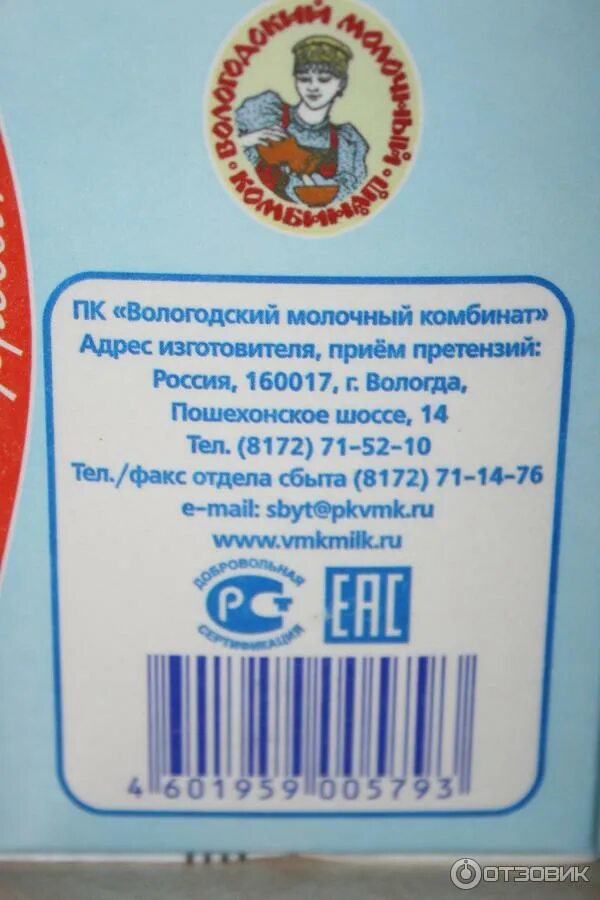 ВОЛОГОДСКИЙ МОЛОЧНЫЙ КОМБИНАТ
ПК «Вологодский молочный комбинат»
Адрес изготовителя, приём претензий:
Россия, 160017, г. Вологда,
Пошехонское шоссе, 14
Тел. (8172) 71-52-10
Тел./факс отдела сбыта (8172) 71-14-76
e-mail: sbyt@pkvmk.ru
www.vmkmilk.ru
ДОБРОВОЛЬНАЯ
РСТ
СЕРТИФИКАЦИЯ
ЕАС
4 601959 005793
ОТЗОВИК